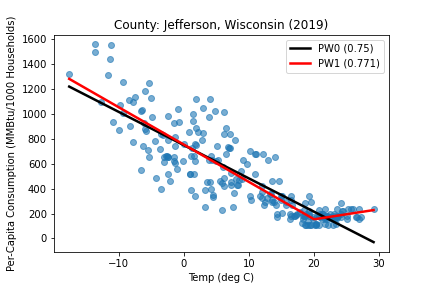 County: Jefferson, Wisconsin (2019)
Per-Capita Consumption (MMBtu/1000 Households)
1600
1400
1200
1000
800
600
400
200
0
PW0 (0.75)
PW1 (0.771)
−10 0 10 20 30
Temp (deg C)